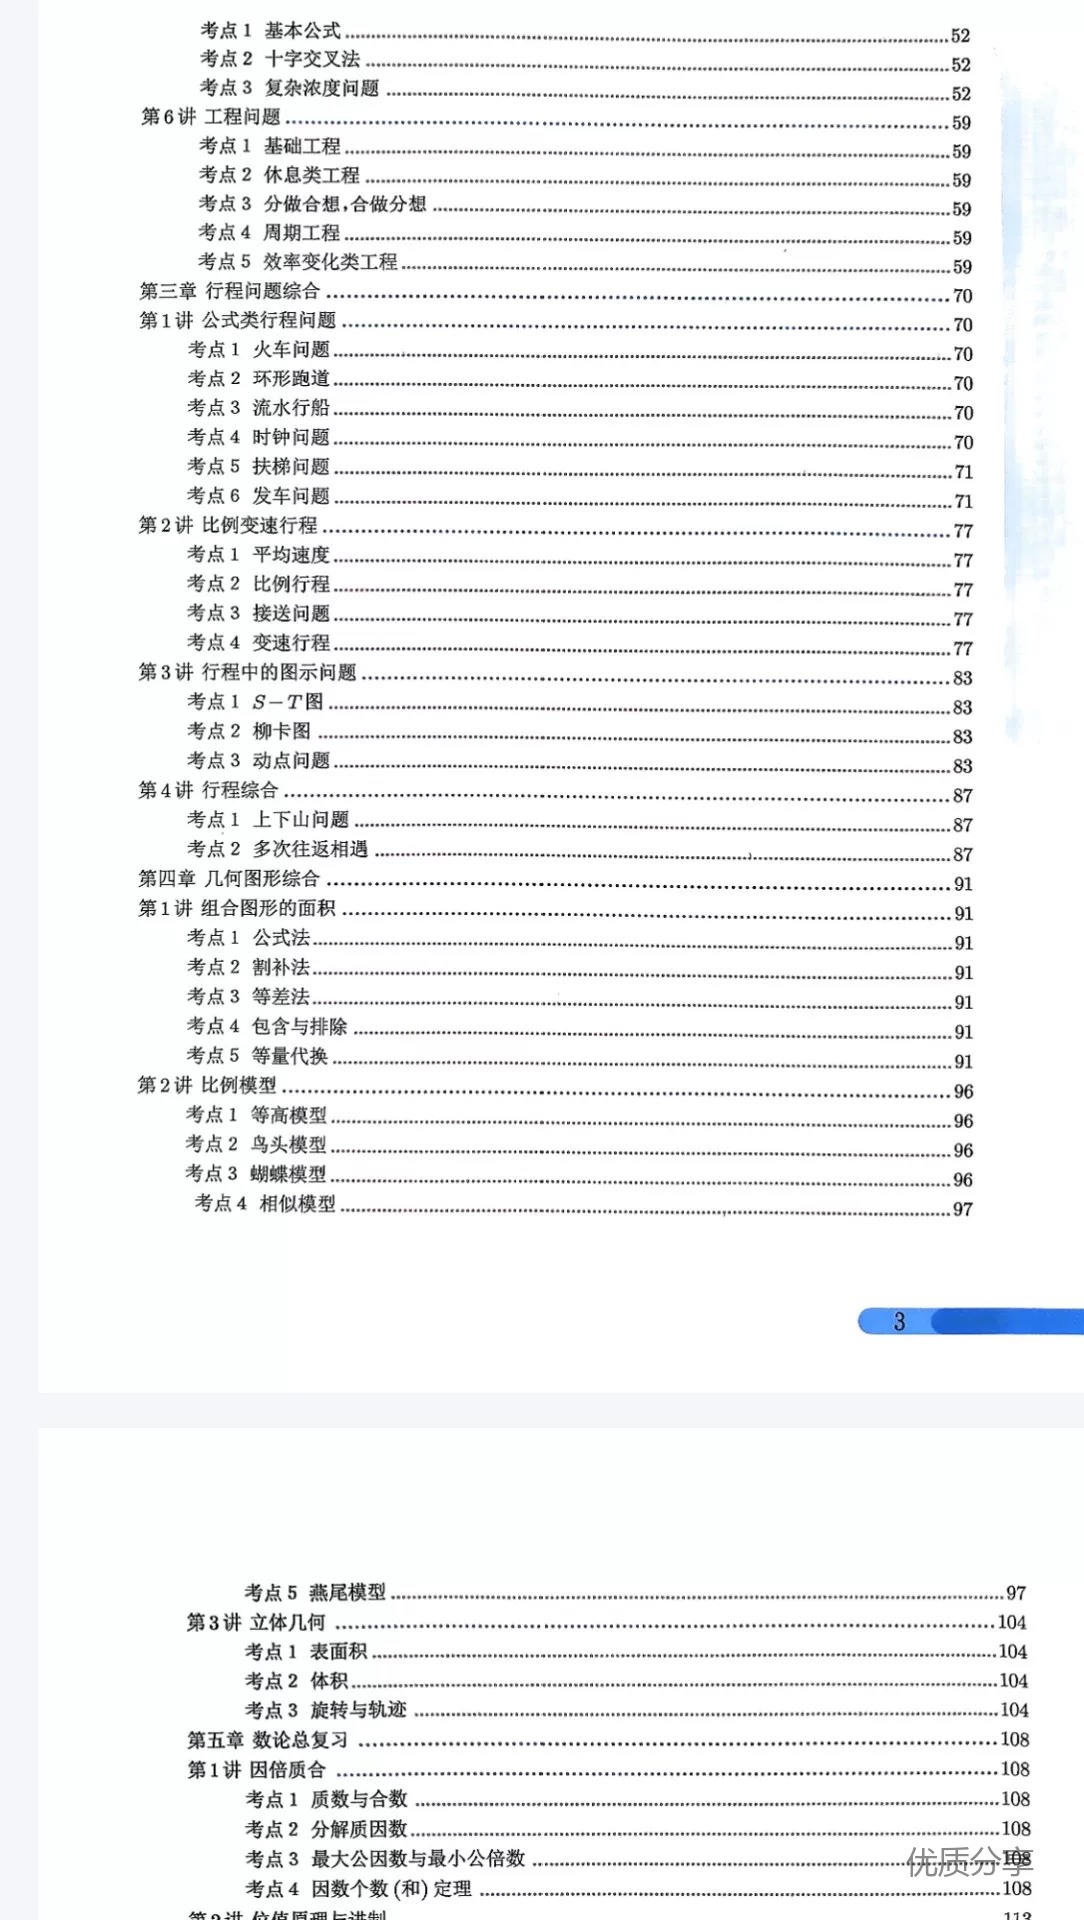 考点1 基本公式 52
考点2 十字交叉法 52
考点3 复杂浓度问题 52
第6讲 工程问题 59
考点1 基础工程 59
考点2 休息类工程 59
考点3 分做合想,合做分想 59
考点4 周期工程 59
考点5 效率变化类工程 59
第三章 行程问题综合 70
第1讲 公式类行程问题 70
考点1 火车问题 70
考点2 环形跑道 70
考点3 流水行船 70
考点4 时钟问题 70
考点5 扶梯问题 71
考点6 发车问题 71
第2讲 比例变速行程 77
考点1 平均速度 77
考点2 比例行程 77
考点3 接送问题 77
考点4 变速行程 77
第3讲 行程中的图示问题 83
考点1 S-T图 83
考点2 柳卡图 83
考点3 动点问题 83
第4讲 行程综合 87
考点1 上下山问题 87
考点2 多次往返相遇 87
第四章 几何图形综合 91
第1讲 组合图形的面积 91
考点1 公式法 91
考点2 割补法 91
考点3 等差法 91
考点4 包含与排除 91
考点5 等量代换 91
第2讲 比例模型 96
考点1 等高模型 96
考点2 鸟头模型 96
考点3 蝴蝶模型 96
考点4 相似模型 97
3
考点5 燕尾模型 97
第3讲 立体几何 104
考点1 表面积 104
考点2 体积 104
考点3 旋转与轨迹 104
第五章 数论总复习 108
第1讲 因倍质合 108
考点1 质数与合数 108
考点2 分解质因数 108
考点3 最大公因数与最小公倍数 108
优质分享
考点4 因数个数(和)定理 108
第2讲 位值原理与进制 113